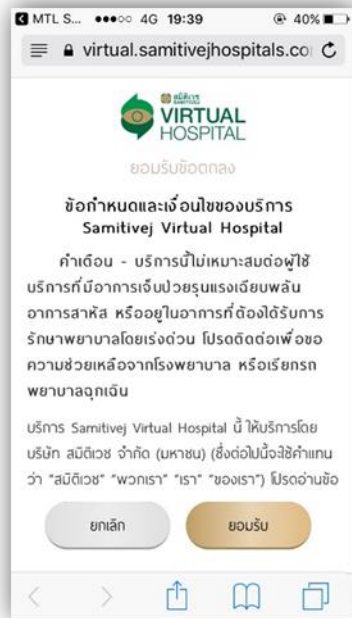 MTL S... 4G 19:39 40%
virtual.samitivejhospitals.co
สมิติเวช
SAMITIVEJ
VIRTUAL
HOSPITAL
ยอมรับข้อตกลง
ข้อกำหนดและเงื่อนไขของบริการ
Samitivej Virtual Hospital
คำเตือน - บริการนี้ไม่เหมาะสมต่อผู้ใช้
บริการที่มีอาการเจ็บป่วยรุนแรงเฉียบพลัน
อาการสาหัส หรืออยู่ในอาการที่ต้องได้รับการ
รักษาพยาบาลโดยเร่งด่วน โปรดติดต่อเพื่อขอ
ความช่วยเหลือจากโรงพยาบาล หรือเรียกรถ
พยาบาลฉุกเฉิน
บริการ Samitivej Virtual Hospital นี้ ให้บริการโดย
บริษัท สมิติเวช จำกัด (มหาชน) (ซึ่งต่อไปนี้จะใช้คำแทน
ว่า "สมิติเวช" "พวกเรา" "เรา" "ของเรา") โปรดอ่านข้อ
ยกเลิก ยอมรับ